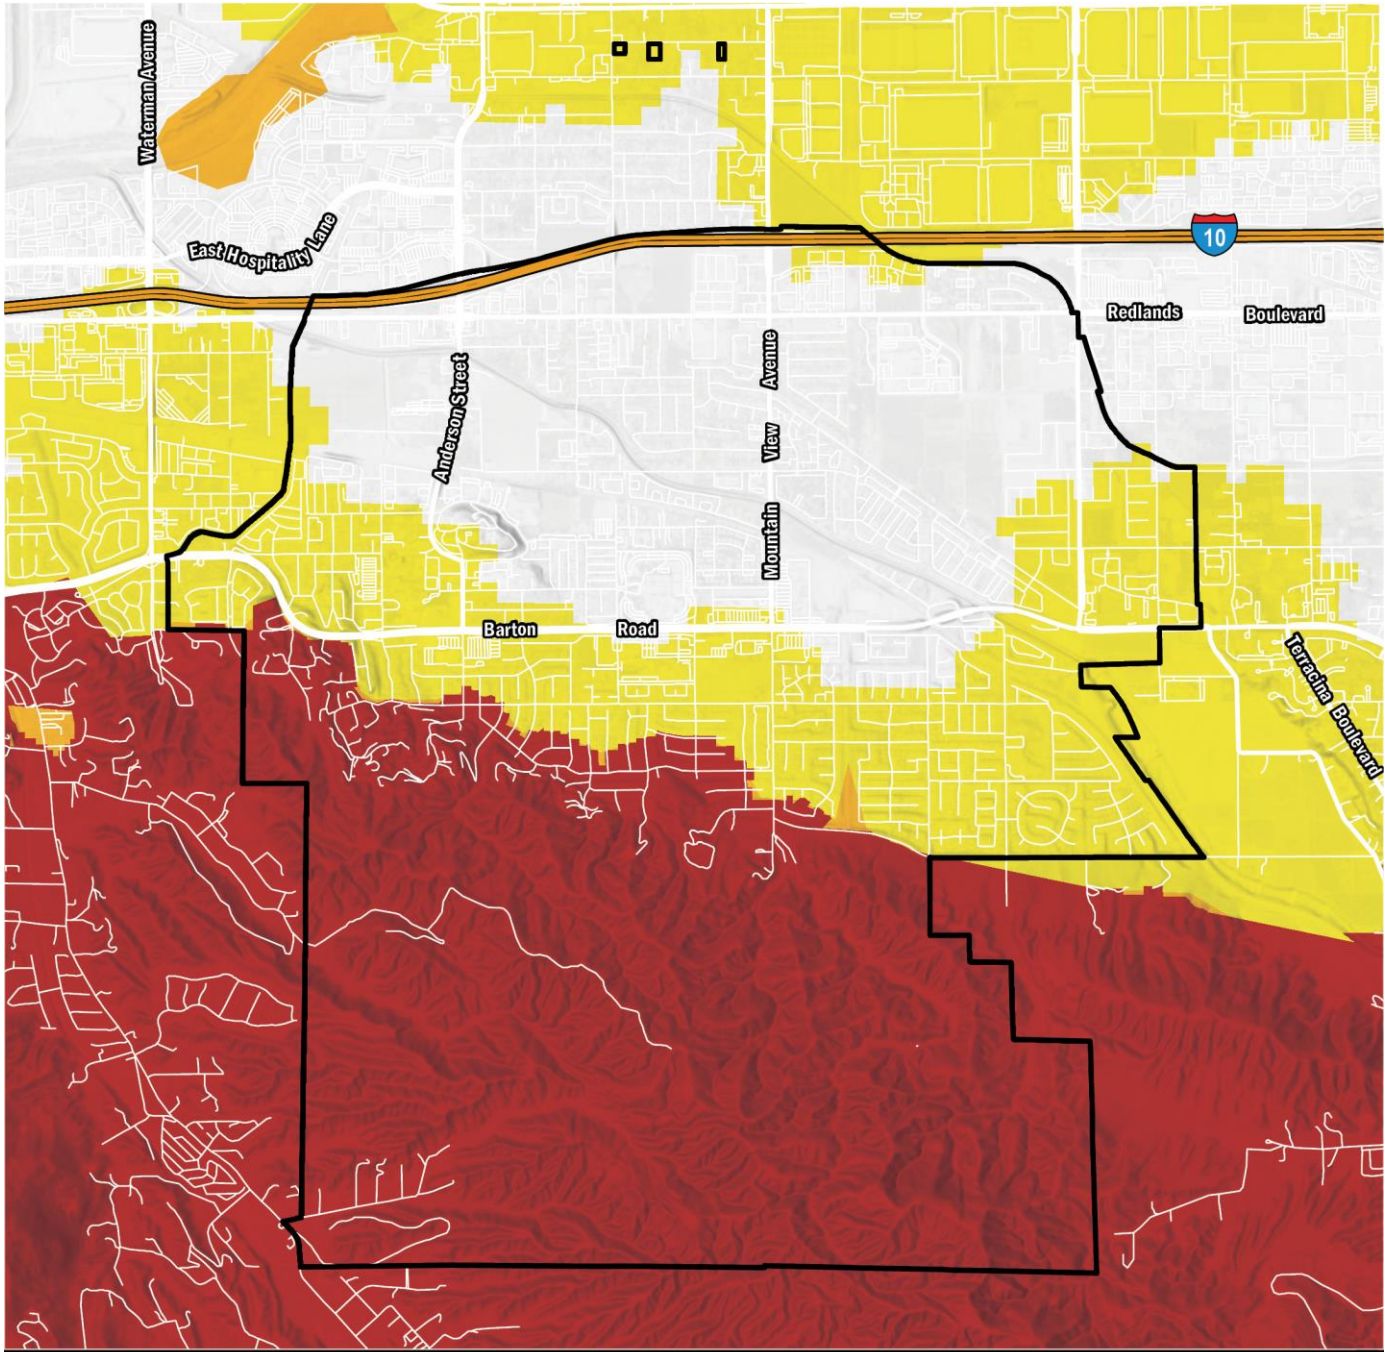 Waterman Avenue
East Hospitality Lane
10
Redlands Boulevard
Anderson Street
Mountain View Avenue
Barton Road
Terracina Boulevard